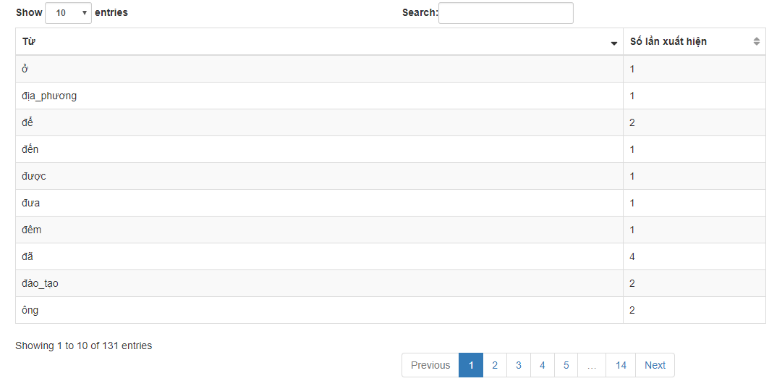 Show 10 entries Search:
Từ Số lần xuất hiện
ở 1
địa_phương 1
để 2
đến 1
được 1
đưa 1
đêm 1
đã 4
đào_tạo 2
ông 2
Showing 1 to 10 of 131 entries
Previous 1 2 3 4 5 … 14 Next